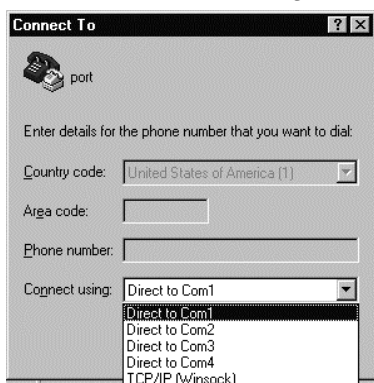 Connect To
port
Enter details for the phone number that you want to dial:
Country code: United States of America (1)
Area code:
Phone number:
Connect using: Direct to Com1
Direct to Com1
Direct to Com2
Direct to Com3
Direct to Com4
TCP/IP (Winsock)